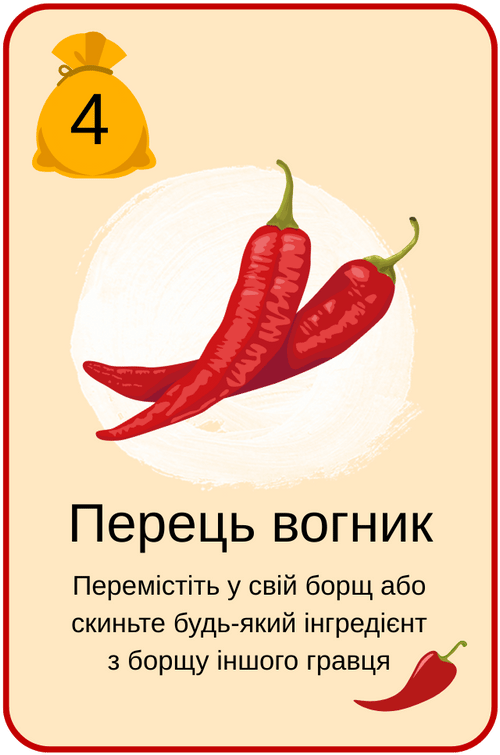 4
Перець вогник
Перемістіть у свій борщ або
скиньте будь-який інгредієнт
з борщу іншого гравця